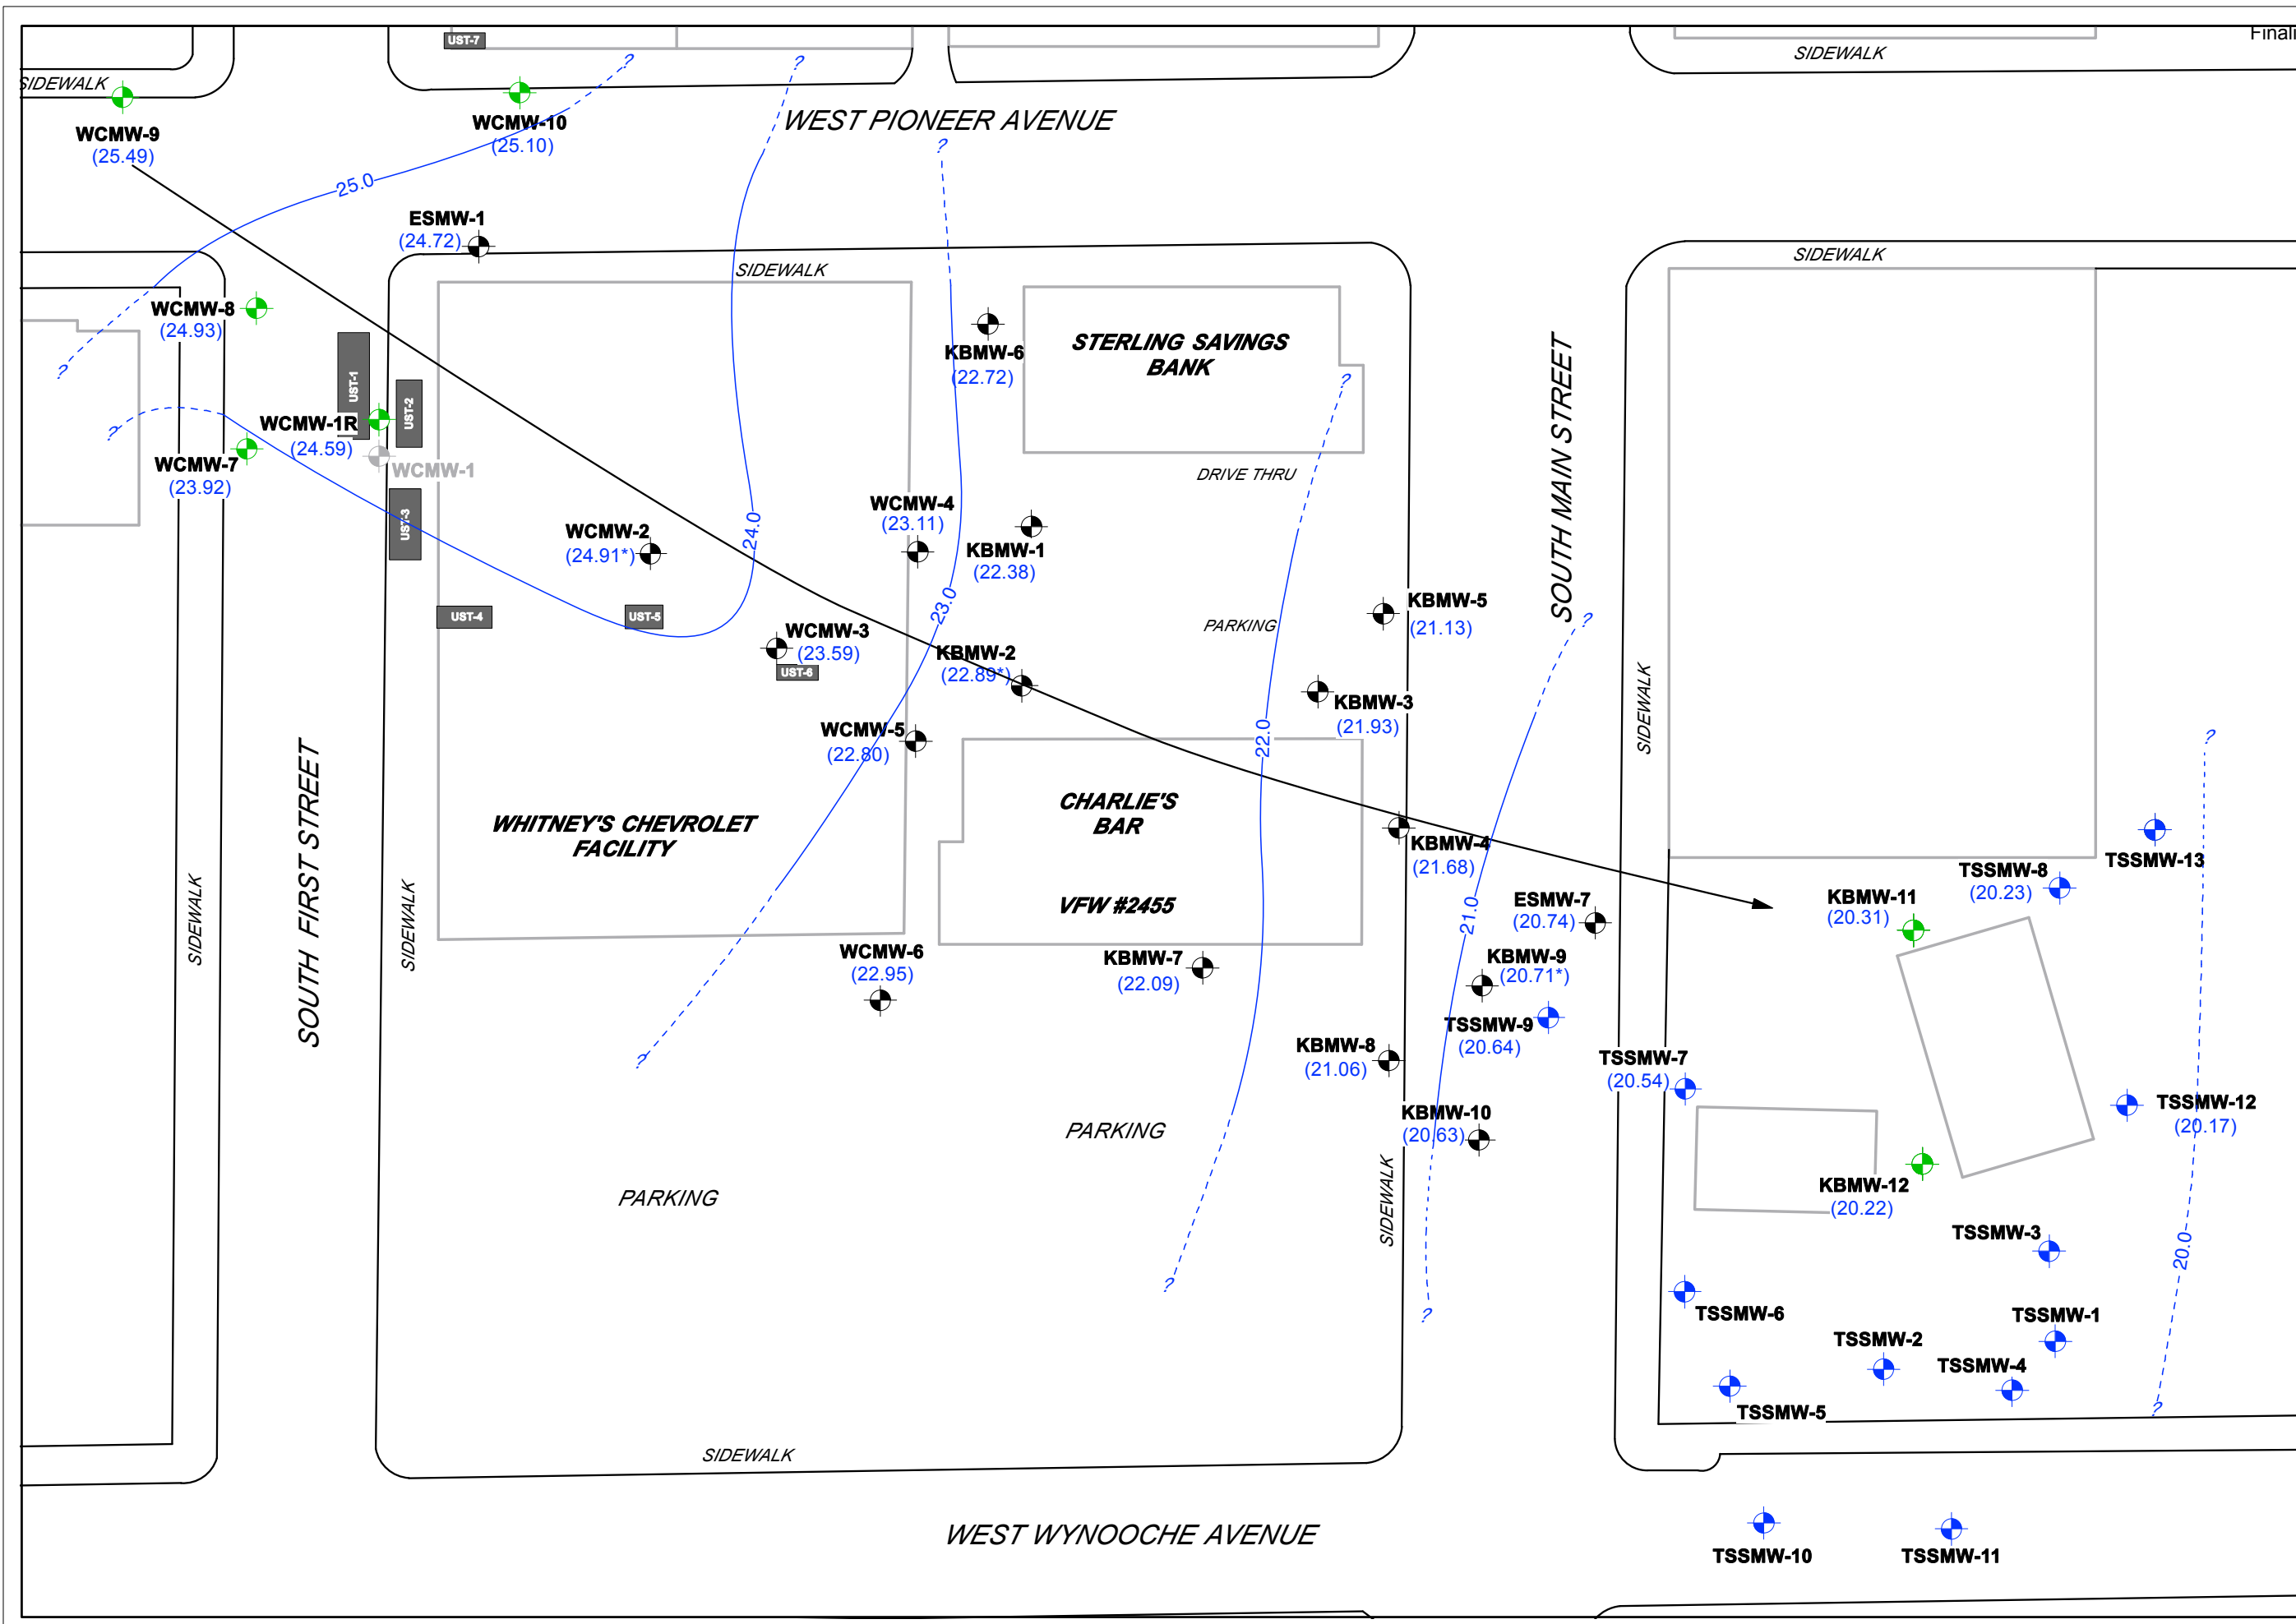 UST-7
Finali
SIDEWALK
SIDEWALK
?
?
WCMW-9
(25.49)
WCMW-10
(25.10)
WEST PIONEER AVENUE
?
25.0
ESMW-1
(24.72)
SIDEWALK
SIDEWALK
WCMW-8
(24.93)
?
UST-1
UST-2
KBMW-6
(22.72)
STERLING SAVINGS
BANK
?
SOUTH MAIN STREET
?
WCMW-1R
(24.59)
WCMW-1
WCMW-7
(23.92)
UST-3
DRIVE THRU
WCMW-4
(23.11)
WCMW-2
(24.91*)
24.0
KBMW-1
(22.38)
23.0
UST-4
UST-5
KBMW-5
(21.13)
?
PARKING
WCMW-3
(23.59)
UST-6
KBMW-2
(22.89*)
SIDEWALK
KBMW-3
(21.93)
22.0
WCMW-5
(22.80)
?
SOUTH FIRST STREET
WHITNEY'S CHEVROLET
FACILITY
CHARLIE'S
BAR
KBMW-4
(21.68)
TSSMW-13
TSSMW-8
(20.23)
SIDEWALK
SIDEWALK
VFW #2455
21.0
ESMW-7
(20.74)
KBMW-11
(20.31)
WCMW-6
(22.95)
KBMW-7
(22.09)
KBMW-9
(20.71*)
TSSMW-9
(20.64)
?
KBMW-8
(21.06)
TSSMW-7
(20.54)
KBMW-10
(20.63)
TSSMW-12
(20.17)
PARKING
PARKING
SIDEWALK
KBMW-12
(20.22)
TSSMW-3
20.0
?
?
TSSMW-6
TSSMW-1
TSSMW-2
TSSMW-4
TSSMW-5
?
SIDEWALK
WEST WYNOOCHE AVENUE
TSSMW-10
TSSMW-11